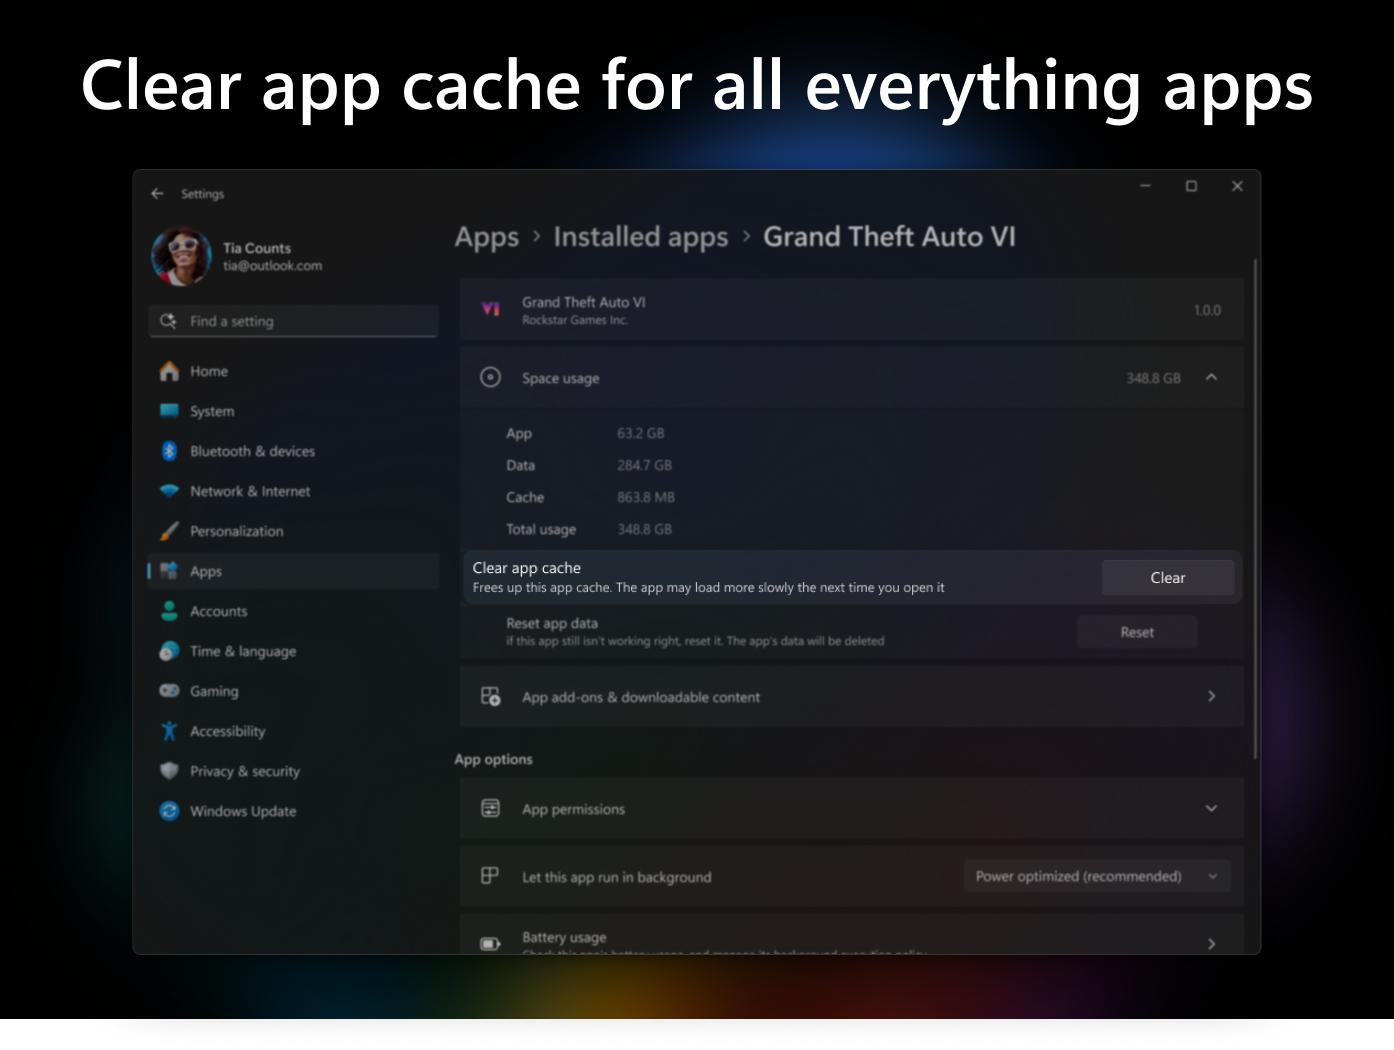 Clear app cache for all everything apps
Settings
Tia Counts
tia@outlook.com
Find a setting
Home
System
Bluetooth & devices
Network & Internet
Personalization
Apps
Accounts
Time & language
Gaming
Accessibility
Privacy & security
Windows Update
Apps > Installed apps > Grand Theft Auto VI
VI
Grand Theft Auto VI
Rockstar Games Inc.
1.0.0
Space usage
348.8 GB
App 63.2 GB
Data 284.7 GB
Cache 863.8 MB
Total usage 348.8 GB
Clear app cache
Frees up this app cache. The app may load more slowly the next time you open it
Clear
Reset app data
if this app still isn't working right, reset it. The app's data will be deleted
Reset
App add-ons & downloadable content
App options
App permissions
Let this app run in background
Power optimized (recommended)
Battery usage